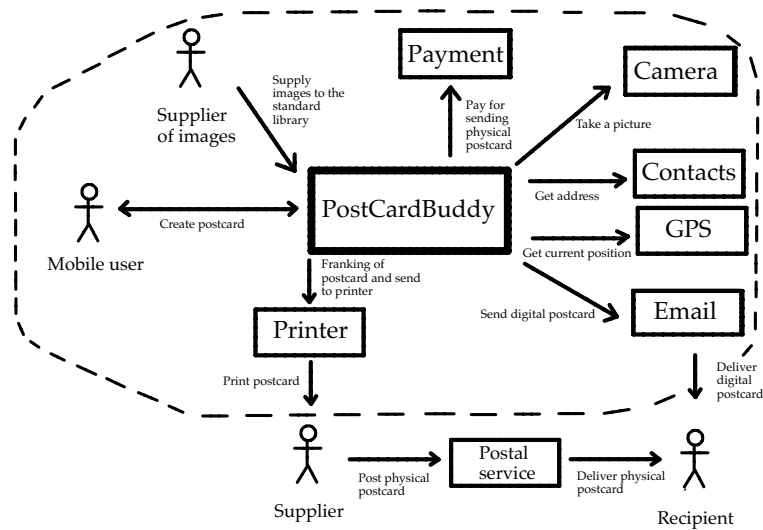 Payment
Camera
Supply
images to the
standard
library
Supplier
of images
Pay for
sending
physical
postcard
Take a picture
PostCardBuddy
Contacts
Get address
GPS
Create postcard
Mobile user
Get current position
Franking of
postcard and send
to printer
Email
Send digital postcard
Printer
Print postcard
Deliver
digital
postcard
Supplier
Post physical
postcard
Postal
service
Deliver physical
postcard
Recipient